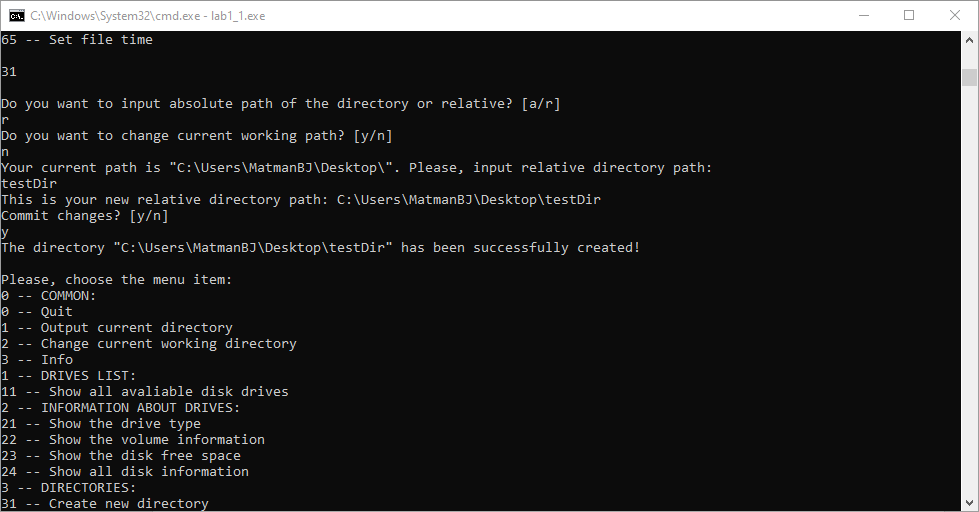 C:\Windows\System32\cmd.exe - lab1_1.exe
65 -- Set file time
31
Do you want to input absolute path of the directory or relative? [a/r]
r
Do you want to change current working path? [y/n]
n
Your current path is "C:\Users\MatmanBJ\Desktop\". Please, input relative directory path:
testDir
This is your new relative directory path: C:\Users\MatmanBJ\Desktop\testDir
Commit changes? [y/n]
y
The directory "C:\Users\MatmanBJ\Desktop\testDir" has been successfully created!
Please, choose the menu item:
0 -- COMMON:
0 -- Quit
1 -- Output current directory
2 -- Change current working directory
3 -- Info
1 -- DRIVES LIST:
11 -- Show all avaliable disk drives
2 -- INFORMATION ABOUT DRIVES:
21 -- Show the drive type
22 -- Show the volume information
23 -- Show the disk free space
24 -- Show all disk information
3 -- DIRECTORIES:
31 -- Create new directory